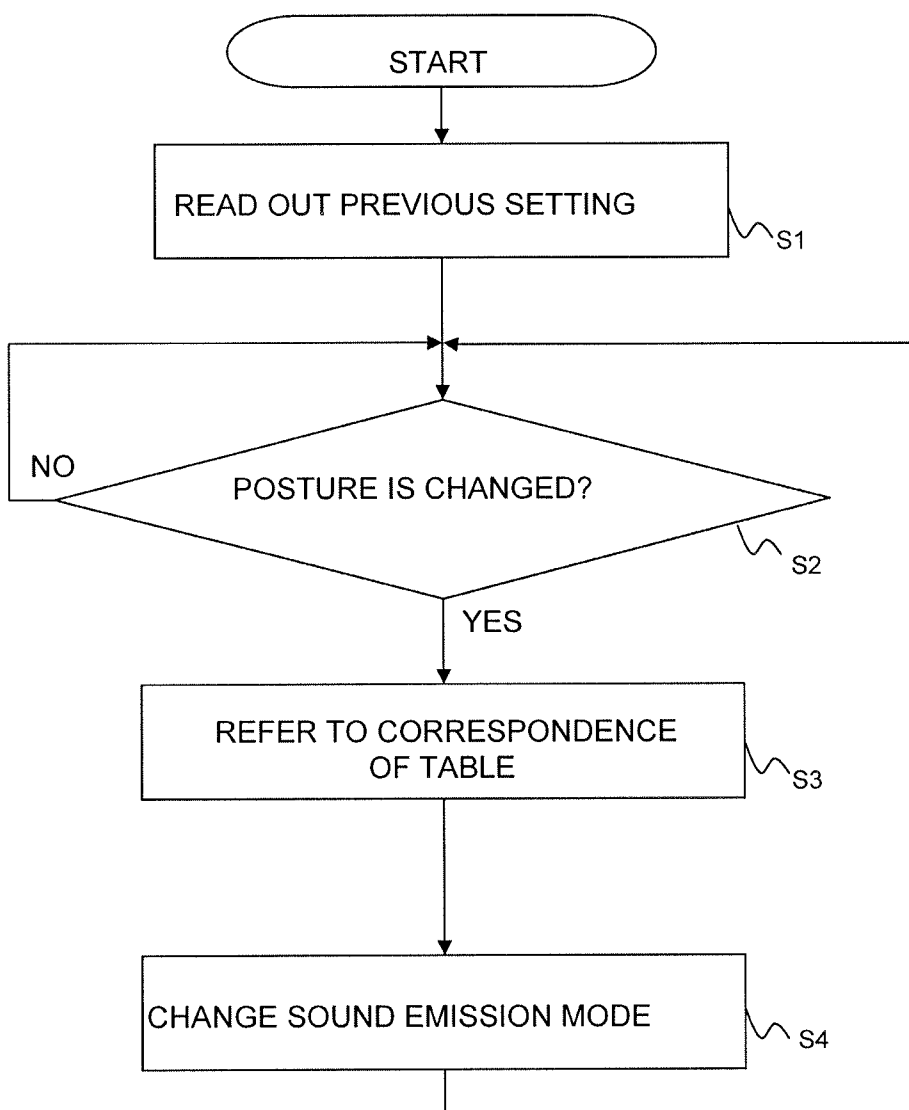 START
READ OUT PREVIOUS SETTING
S1
NO
POSTURE IS CHANGED?
S2
YES
REFER TO CORRESPONDENCE
OF TABLE
S3
CHANGE SOUND EMISSION MODE
S4